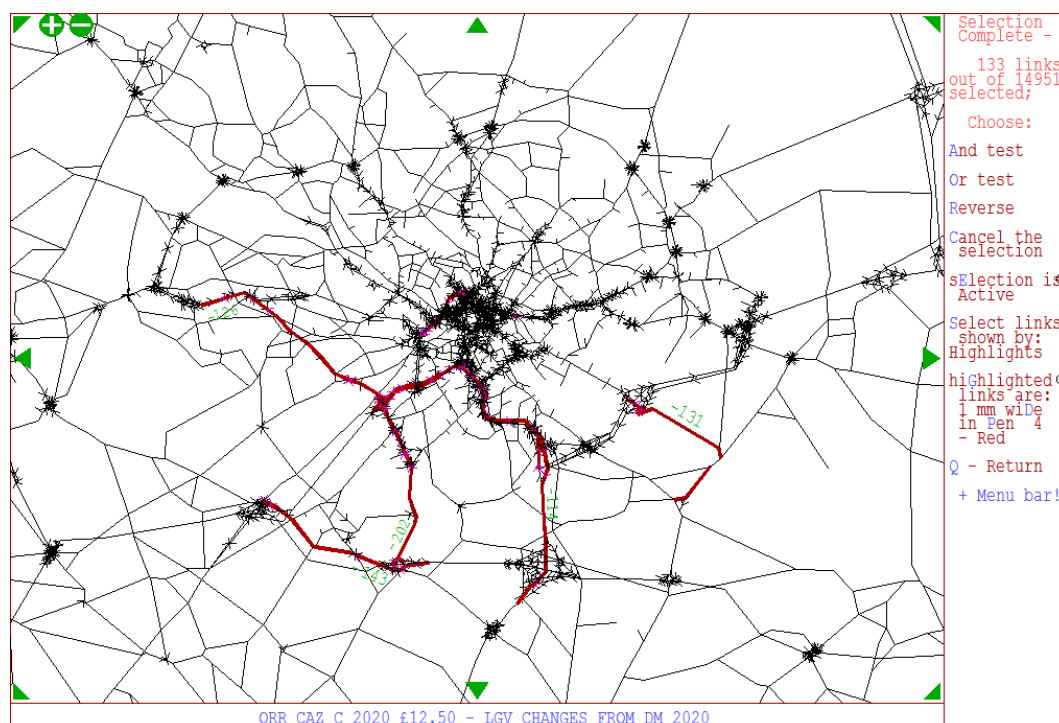 Selection
Complete -
133 links
out of 14951
selected;
Choose:
And test
Or test
Reverse
Cancel the
selection
sElection is
Active
Select links
shown by:
Highlights
hiGhlighted
links are:
1 mm wiDe
in Pen 4
- Red
Q - Return
+ Menu bar!
-126
-131
-114
-202
ORR CAZ C 2020 £12.50 - LGV CHANGES FROM DM 2020